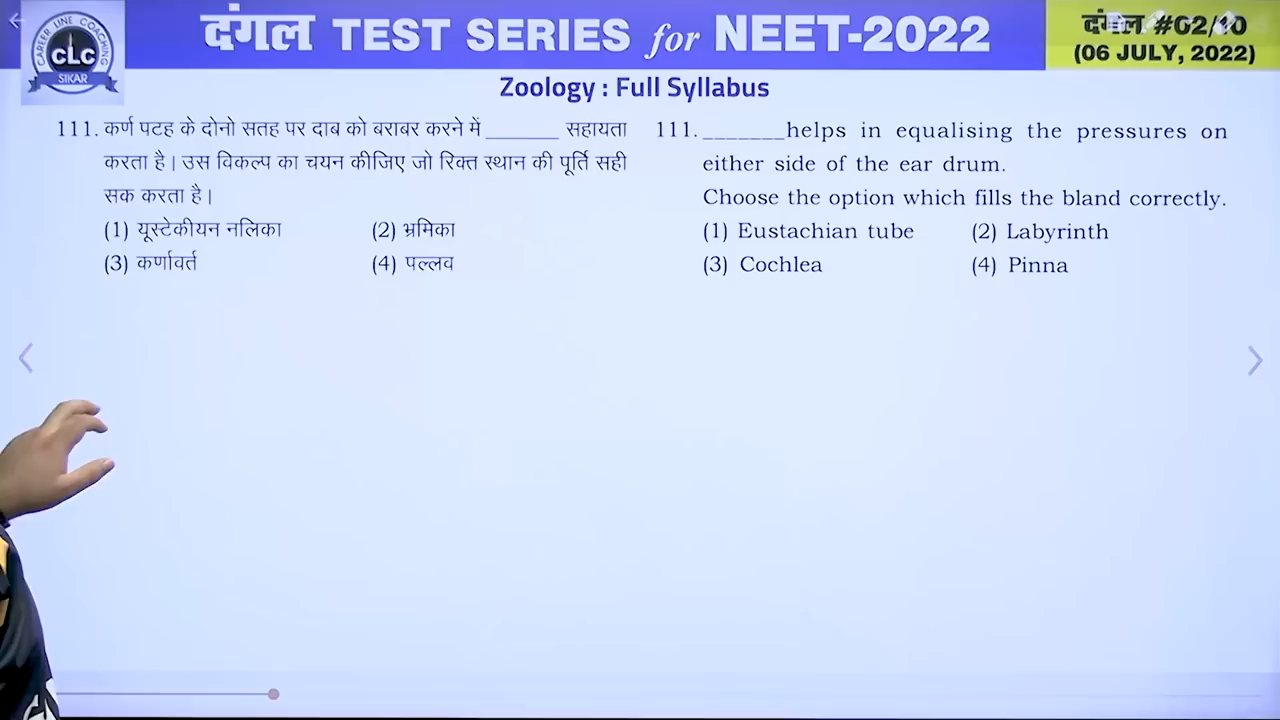 CAREER LINE COACHING
CLC
SIKAR
दंगल TEST SERIES for NEET-2022
दंगल #02/10
(06 JULY, 2022)
Zoology : Full Syllabus
111. कर्ण पटह के दोनो सतह पर दाब को बराबर करने में _______ सहायता
करता है। उस विकल्प का चयन कीजिए जो रिक्त स्थान की पूर्ति सही
सक करता है।
(1) यूस्टेकीयन नलिका (2) भ्रमिका
(3) कर्णावर्त (4) पल्लव
111. _______helps in equalising the pressures on
either side of the ear drum.
Choose the option which fills the bland correctly.
(1) Eustachian tube (2) Labyrinth
(3) Cochlea (4) Pinna